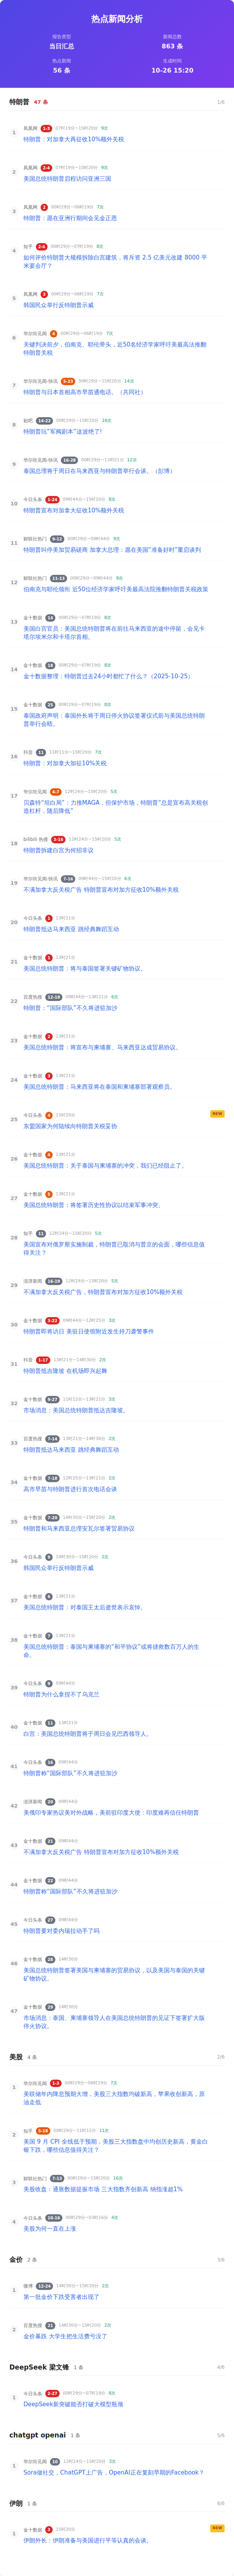 热点新闻分析
报告类型
当日汇总
新闻总数
863 条
热点新闻
56 条
生成时间
10-26 15:20
特朗普 47 条 1/6
1
凤凰网 1-3 07时19分~15时20分 9次
特朗普：对加拿大再征收10%额外关税
2
凤凰网 2-4 07时19分~15时20分 9次
美国总统特朗普启程访问亚洲三国
3
凤凰网 2 00时29分~06时19分 7次
特朗普：愿在亚洲行期间会见金正恩
4
知乎 2-6 00时29分~07时19分 8次
如何评价特朗普大规模拆除白宫建筑，将斥资 2.5 亿美元改建 8000 平
米宴会厅？
5
凤凰网 3 00时29分~06时19分 7次
韩国民众举行反特朗普示威
6
华尔街见闻 4 00时29分~06时19分 7次
关键判决前夕，伯南克、耶伦带头，近50名经济学家呼吁美最高法推翻
特朗普关税
7
华尔街见闻-快讯 5-23 00时29分~15时20分 14次
特朗普与日本首相高市早苗通电话。（共同社）
8
贴吧 14-22 00时29分~15时20分 16次
特朗普玩“军阀剧本”这波绝了!
9
华尔街见闻-快讯 16-28 00时29分~13时21分 12次
泰国总理将于周日在马来西亚与特朗普举行会谈。（彭博）
10
今日头条 1-24 09时44分~15时20分 8次
特朗普宣布对加拿大征收10%额外关税
11
财联社热门 9-12 00时29分~09时44分 9次
特朗普叫停美加贸易磋商 加拿大总理：愿在美国“准备好时”重启谈判
12
财联社热门 11-13 00时29分~09时44分 9次
伯南克与耶伦领衔 近50位经济学家呼吁美最高法院推翻特朗普关税政策
13
金十数据 14 00时29分~07时19分 8次
美国白宫官员：美国总统特朗普将在前往马来西亚的途中停留，会见卡
塔尔埃米尔和卡塔尔首相。
14
金十数据 18 00时29分~07时19分 8次
金十数据整理：特朗普过去24小时都忙了什么？（2025-10-25）
15
金十数据 25 00时29分~07时19分 8次
泰国政府声明：泰国外长将于周日停火协议签署仪式前与美国总统特朗
普举行会晤。
16
抖音 11 11时11分~15时20分 7次
特朗普：对加拿大加征10%关税
17
华尔街见闻 4-7 12时24分~15时20分 5次
贝森特“坦白局”：力推MAGA，但保护市场，特朗普“总是宣布高关税创
造杠杆，随后降低”
18
bilibili 热搜 8-16 12时24分~15时20分 5次
特朗普拆建白宫为何招非议
19
华尔街见闻-快讯 7-14 09时44分~15时20分 6次
不满加拿大反关税广告 特朗普宣布对加方征收10%额外关税
20
今日头条 1 13时21分
特朗普抵达马来西亚 跳经典舞蹈互动
21
金十数据 1 13时21分
美国总统特朗普：将与泰国签署关键矿物协议。
22
百度热搜 12-18 09时44分~13时21分 6次
特朗普：“国际部队”不久将进驻加沙
23
金十数据 2 13时21分
美国总统特朗普：将宣布与柬埔寨、马来西亚达成贸易协议。
24
金十数据 3 13时21分
美国总统特朗普：马来西亚将在泰国和柬埔寨部署观察员。
25
今日头条 4 15时20分
NEW
东盟国家为何陆续向特朗普关税妥协
26
金十数据 4 13时21分
美国总统特朗普：关于泰国与柬埔寨的冲突，我们已经阻止了。
27
金十数据 5 13时21分
美国总统特朗普：将签署历史性协议以结束军事冲突。
28
知乎 11 12时24分~15时20分 5次
美国宣布对俄罗斯实施制裁，特朗普已取消与普京的会面，哪些信息值
得关注？
29
澎湃新闻 16-19 12时24分~15时20分 5次
不满加拿大反关税广告，特朗普宣布对加方征收10%额外关税
30
金十数据 3-22 09时44分~12时25分 3次
特朗普即将访日 美驻日使馆附近发生持刀袭警事件
31
抖音 1-17 13时21分~14时30分 2次
特朗普抵吉隆坡 在机场即兴起舞
32
金十数据 9-27 11时12分~13时21分 3次
市场消息：美国总统特朗普抵达吉隆坡。
33
百度热搜 7-14 13时21分~14时30分 2次
特朗普抵达马来西亚 跳经典舞蹈互动
34
金十数据 7-18 12时25分~13时21分 2次
高市早苗与特朗普进行首次电话会谈
35
金十数据 7-20 14时30分~15时20分 2次
特朗普和马来西亚总理安瓦尔签署贸易协议
36
今日头条 9 14时30分~15时20分 2次
韩国民众举行反特朗普示威
37
金十数据 6 13时21分
美国总统特朗普：对泰国王太后逝世表示哀悼。
38
金十数据 7 13时21分
美国总统特朗普：泰国与柬埔寨的“和平协议”或将拯救数百万人的生
命。
39
今日头条 9 09时44分
特朗普为什么拿捏不了乌克兰
40
金十数据 11 13时21分
白宫：美国总统特朗普将于周日会见巴西领导人。
41
今日头条 16 09时44分
特朗普称“国际部队”不久将进驻加沙
42
澎湃新闻 20 09时44分
美俄印专家热议美对外战略，美前驻印度大使：印度难再信任特朗普
43
金十数据 21 09时44分
不满加拿大反关税广告 特朗普宣布对加方征收10%额外关税
44
金十数据 22 09时44分
特朗普称“国际部队”不久将进驻加沙
45
今日头条 27 09时44分
特朗普要对委内瑞拉动手了吗
46
金十数据 28 14时30分
美国总统特朗普签署美国与柬埔寨的贸易协议，以及美国与泰国的关键
矿物协议。
47
金十数据 29 14时30分
市场消息：泰国、柬埔寨领导人在美国总统特朗普的见证下签署扩大版
停火协议。
美股 4 条 2/6
1
华尔街见闻 1-3 00时29分~06时19分 7次
美联储年内降息预期大增，美股三大指数均破新高，苹果收创新高，原
油走低
2
知乎 5-18 00时29分~11时11分 11次
美国 9 月 CPI 全线低于预期，美股三大指数盘中均创历史新高，黄金白
银下跌，哪些信息值得关注？
3
财联社热门 7-13 00时29分~15时20分 16次
美股收盘：通胀数据提振市场 三大指数齐创新高 纳指涨超1%
4
今日头条 10-16 00时29分~03时16分 4次
美股为何一直在上涨
金价 2 条 3/6
1
微博 12-24 14时30分~15时20分 2次
第一批金价下跌受害者出现了
2
百度热搜 21 14时30分~15时20分 2次
金价暴跌 大学生把生活费亏没了
DeepSeek 梁文锋 1 条 4/6
1
今日头条 2-27 00时29分~07时19分 8次
DeepSeek新突破能否打破大模型瓶颈
chatgpt openai 1 条 5/6
1
华尔街见闻 10 12时24分~15时20分 3次
Sora做社交，ChatGPT上广告，OpenAI正在复刻早期的Facebook？
伊朗 1 条 6/6
1
金十数据 3 15时20分
NEW
伊朗外长：伊朗准备与美国进行平等认真的会谈。